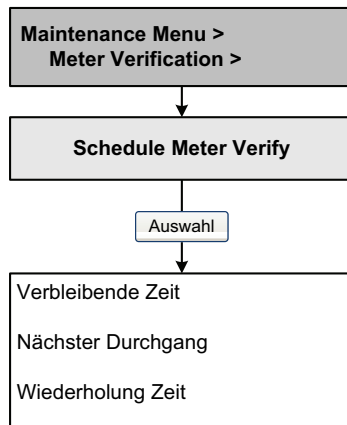 Maintenance Menu >
Meter Verification >
Schedule Meter Verify
Auswahl
Verbleibende Zeit
Nächster Durchgang
Wiederholung Zeit